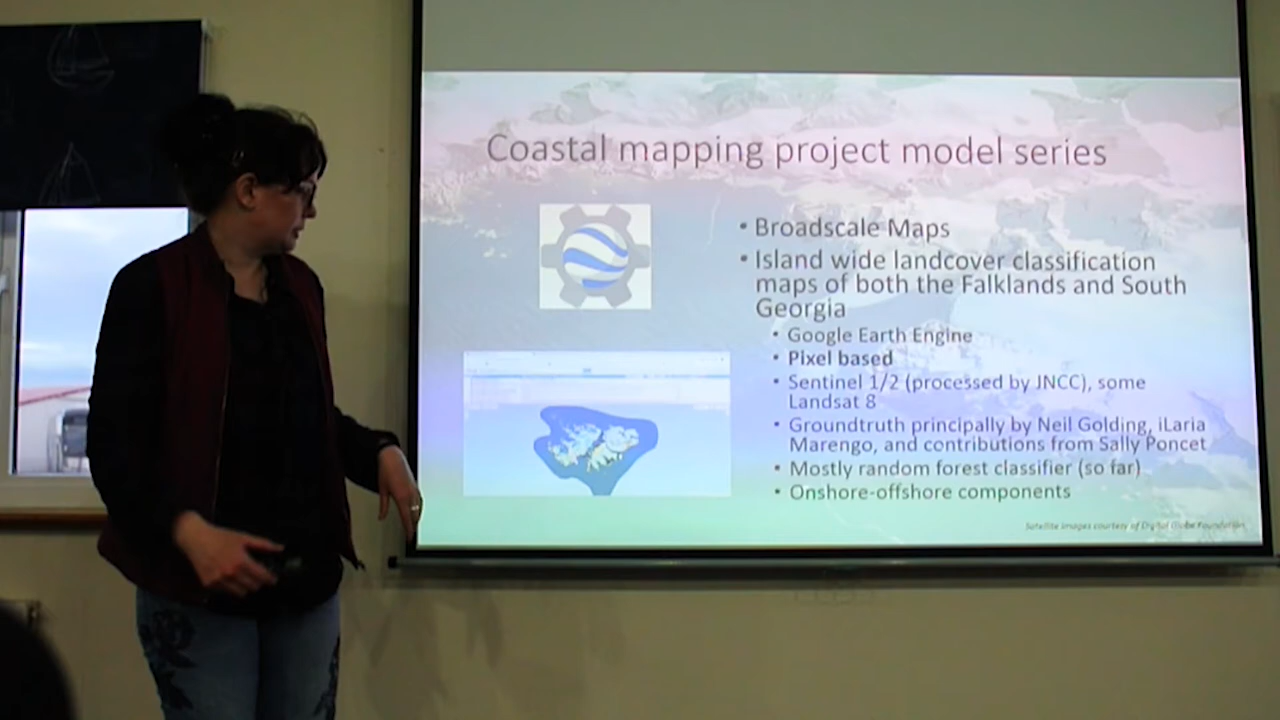 Coastal mapping project model series
• Broadscale Maps
• Island wide landcover classification
maps of both the Falklands and South
Georgia
• Google Earth Engine
• Pixel based
• Sentinel 1/2 (processed by JNCC), some
Landsat 8
• Groundtruth principally by Neil Golding, iLaria
Marengo, and contributions from Sally Poncet
• Mostly random forest classifier (so far)
• Onshore-offshore components
Satellite images courtesy of Digital Globe Foundation